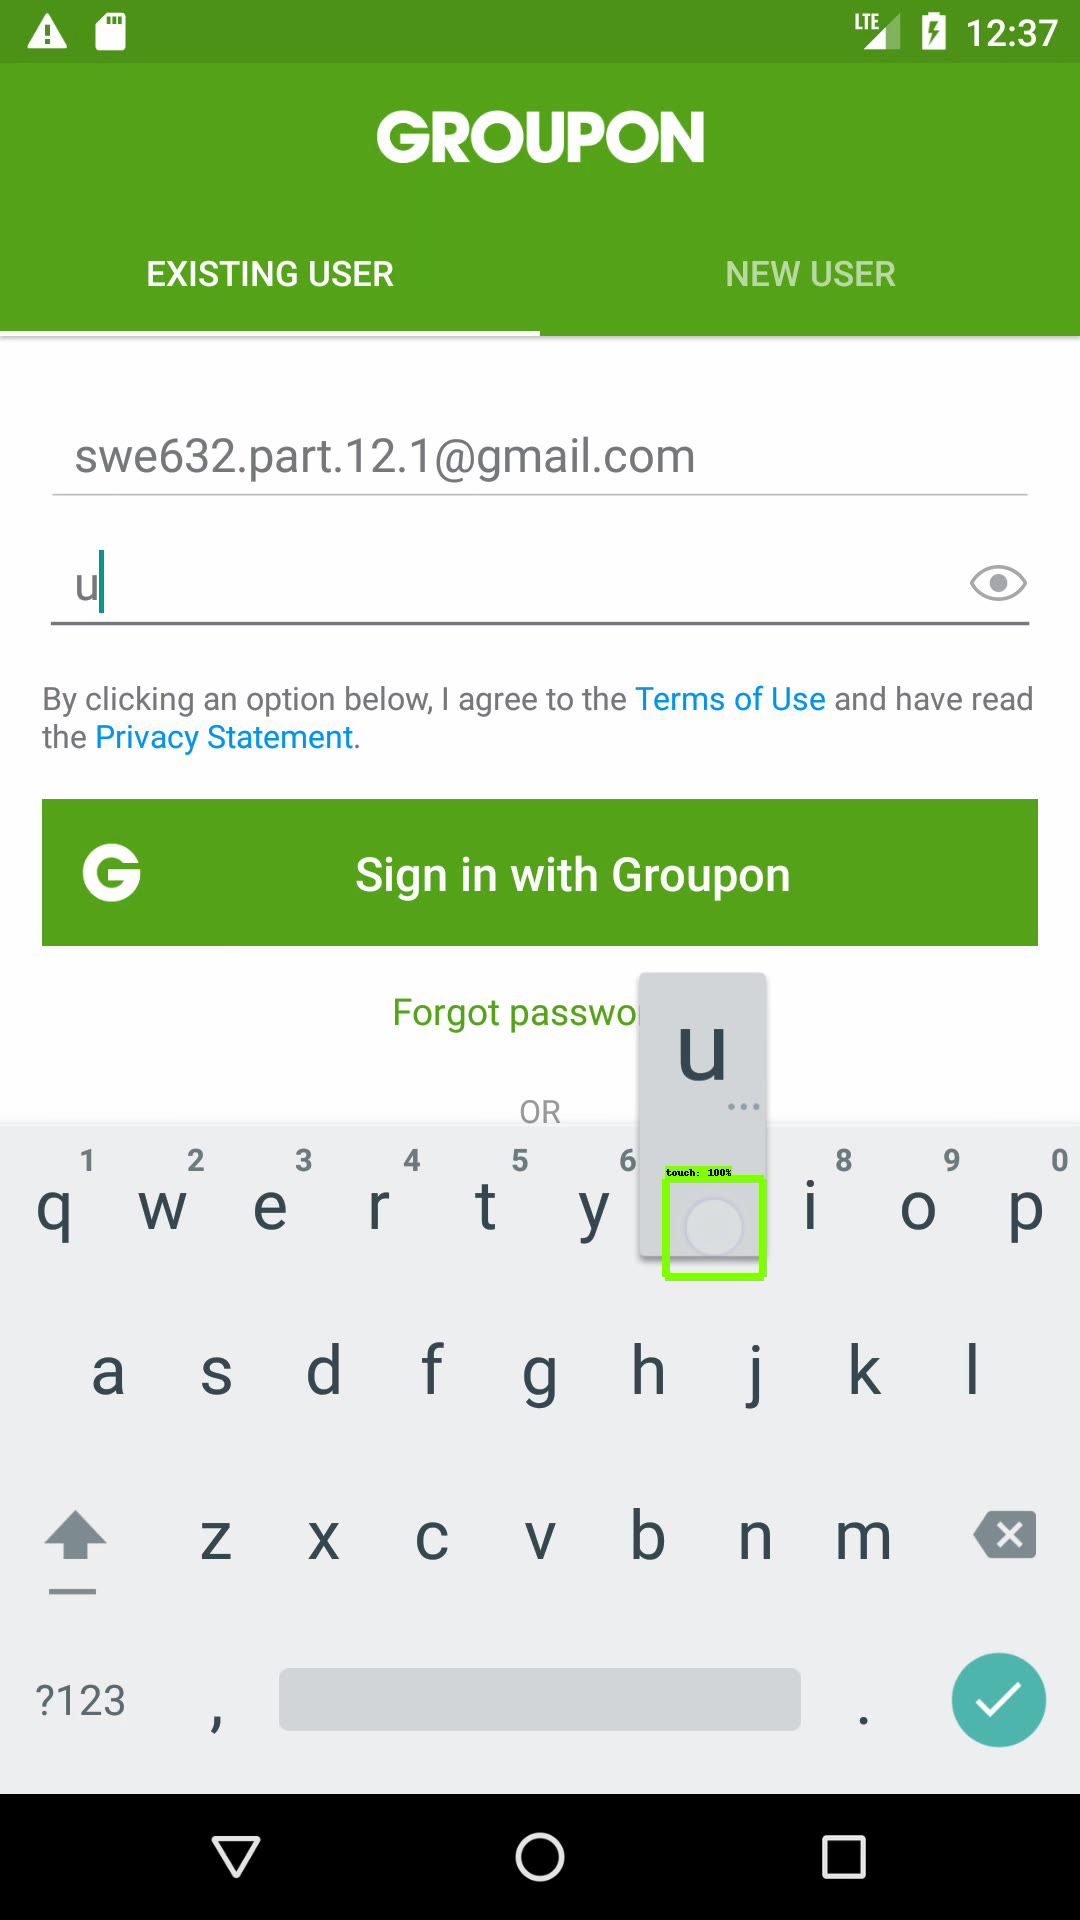 LTE 12:37
GROUPON
EXISTING USER NEW USER
swe632.part.12.1@gmail.com
u
By clicking an option below, I agree to the Terms of Use and have read
the Privacy Statement.
G Sign in with Groupon
Forgot passwo
u
OR
1 2 3 4 5 6 8 9 0
touch: 100%
q w e r t y i o p
a s d f g h j k l
z x c v b n m
?123 , .